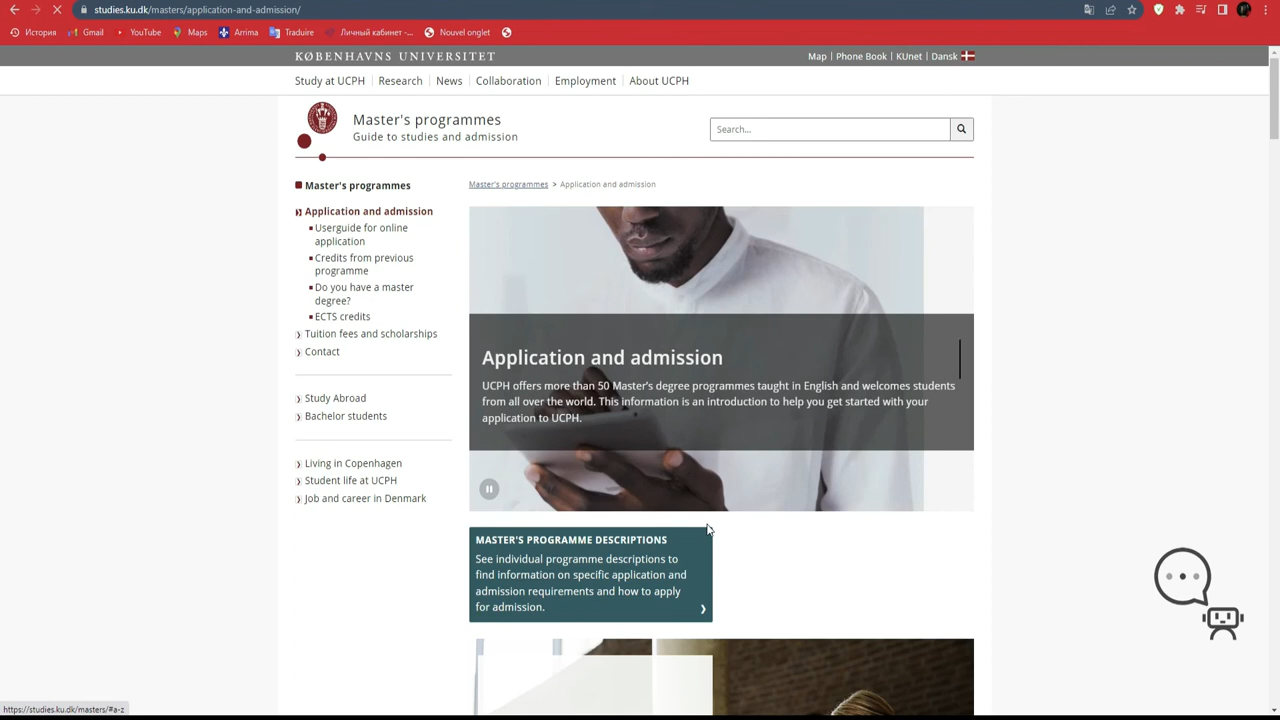 studies.ku.dk/masters/application-and-admission/
История Gmail YouTube Maps Arrima Traduire Личный кабинет -... Nouvel onglet
KØBENHAVNS UNIVERSITET
Map Phone Book KUnet Dansk
Study at UCPH Research News Collaboration Employment About UCPH
Master's programmes
Guide to studies and admission
Search...
Master's programmes
Application and admission
Userguide for online
application
Credits from previous
programme
Do you have a master
degree?
ECTS credits
Tuition fees and scholarships
Contact
Study Abroad
Bachelor students
Living in Copenhagen
Student life at UCPH
Job and career in Denmark
Master's programmes > Application and admission
Application and admission
UCPH offers more than 50 Master's degree programmes taught in English and welcomes students
from all over the world. This information is an introduction to help you get started with your
application to UCPH.
MASTER'S PROGRAMME DESCRIPTIONS
See individual programme descriptions to
find information on specific application and
admission requirements and how to apply
for admission.
https://studies.ku.dk/masters/#a-z